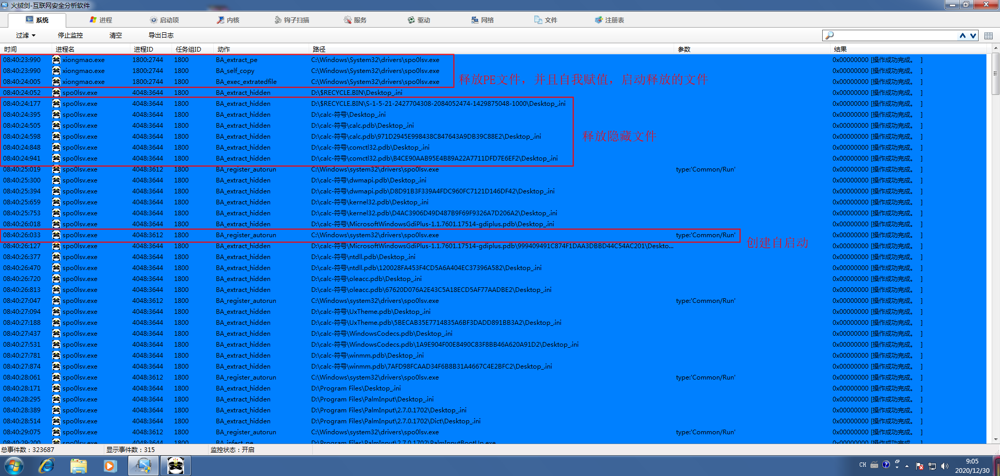 火绒剑-互联网安全分析软件
系统 进程 启动项 内核 钩子扫描 服务 驱动 网络 文件 注册表
过滤 停止监控 清空 导出日志
时间 进程名 进程ID 任务组ID 动作 路径 参数 结果
08:40:23:990 xiongmao.exe 1800:2744 1800 BA_extract_pe C:\Windows\System32\drivers\spo0lsv.exe 0x00000000 [操作成功完成。 ]
08:40:23:990 xiongmao.exe 1800:2744 1800 BA_self_copy C:\Windows\System32\drivers\spo0lsv.exe 0x00000000 [操作成功完成。 ]
08:40:24:005 xiongmao.exe 1800:2744 1800 BA_exec_extratedfile C:\Windows\System32\drivers\spo0lsv.exe 0x00000000 [操作成功完成。 ]
释放PE文件，并且自我赋值，启动释放的文件
08:40:24:052 spo0lsv.exe 4048:3644 1800 BA_extract_hidden D:\$RECYCLE.BIN\Desktop_.ini 0x00000000 [操作成功完成。 ]
08:40:24:177 spo0lsv.exe 4048:3644 1800 BA_extract_hidden D:\$RECYCLE.BIN\S-1-5-21-2427704308-2084052474-1429875048-1000\Desktop_.ini 0x00000000 [操作成功完成。 ]
08:40:24:395 spo0lsv.exe 4048:3644 1800 BA_extract_hidden D:\calc-符号\Desktop_.ini 0x00000000 [操作成功完成。 ]
08:40:24:505 spo0lsv.exe 4048:3644 1800 BA_extract_hidden D:\calc-符号\calc.pdb\Desktop_.ini 0x00000000 [操作成功完成。 ]
08:40:24:598 spo0lsv.exe 4048:3644 1800 BA_extract_hidden D:\calc-符号\calc.pdb\971D2945E998438C847643A9DB39C88E2\Desktop_.ini 0x00000000 [操作成功完成。 ]
释放隐藏文件
08:40:24:848 spo0lsv.exe 4048:3644 1800 BA_extract_hidden D:\calc-符号\comctl32.pdb\Desktop_.ini 0x00000000 [操作成功完成。 ]
08:40:24:941 spo0lsv.exe 4048:3644 1800 BA_extract_hidden D:\calc-符号\comctl32.pdb\B4CE90AAB95E4B89A22A7711DFD7E6EF2\Desktop_.ini 0x00000000 [操作成功完成。 ]
08:40:25:019 spo0lsv.exe 4048:3612 1800 BA_register_autorun C:\Windows\system32\drivers\spo0lsv.exe type:'Common/Run' 0x00000000 [操作成功完成。 ]
08:40:25:300 spo0lsv.exe 4048:3644 1800 BA_extract_hidden D:\calc-符号\dwmapi.pdb\Desktop_.ini 0x00000000 [操作成功完成。 ]
08:40:25:394 spo0lsv.exe 4048:3644 1800 BA_extract_hidden D:\calc-符号\dwmapi.pdb\D8D91B3F339A4FDC960FC7121D146DF42\Desktop_.ini 0x00000000 [操作成功完成。 ]
08:40:25:659 spo0lsv.exe 4048:3644 1800 BA_extract_hidden D:\calc-符号\kernel32.pdb\Desktop_.ini 0x00000000 [操作成功完成。 ]
08:40:25:753 spo0lsv.exe 4048:3644 1800 BA_extract_hidden D:\calc-符号\kernel32.pdb\D4AC3906D49D487B9F69F9326A7D206A2\Desktop_.ini 0x00000000 [操作成功完成。 ]
08:40:26:018 spo0lsv.exe 4048:3644 1800 BA_extract_hidden D:\calc-符号\MicrosoftWindowsGdiPlus-1.1.7601.17514-gdiplus.pdb\Desktop_.ini 0x00000000 [操作成功完成。 ]
08:40:26:033 spo0lsv.exe 4048:3612 1800 BA_register_autorun C:\Windows\system32\drivers\spo0lsv.exe type:'Common/Run' 0x00000000 [操作成功完成。 ]
创建自启动
08:40:26:127 spo0lsv.exe 4048:3644 1800 BA_extract_hidden D:\calc-符号\MicrosoftWindowsGdiPlus-1.1.7601.17514-gdiplus.pdb\999409491C874F1DAA3DBBD44C54AC201\Deskto... 0x00000000 [操作成功完成。 ]
08:40:26:377 spo0lsv.exe 4048:3644 1800 BA_extract_hidden D:\calc-符号\ntdll.pdb\Desktop_.ini 0x00000000 [操作成功完成。 ]
08:40:26:470 spo0lsv.exe 4048:3644 1800 BA_extract_hidden D:\calc-符号\ntdll.pdb\120028FA453F4CD5A6A404EC37396A582\Desktop_.ini 0x00000000 [操作成功完成。 ]
08:40:26:720 spo0lsv.exe 4048:3644 1800 BA_extract_hidden D:\calc-符号\oleacc.pdb\Desktop_.ini 0x00000000 [操作成功完成。 ]
08:40:26:813 spo0lsv.exe 4048:3644 1800 BA_extract_hidden D:\calc-符号\oleacc.pdb\67620D076A2E43C5A18ECD5AF77AADBE2\Desktop_.ini 0x00000000 [操作成功完成。 ]
08:40:27:047 spo0lsv.exe 4048:3612 1800 BA_register_autorun C:\Windows\system32\drivers\spo0lsv.exe type:'Common/Run' 0x00000000 [操作成功完成。 ]
08:40:27:094 spo0lsv.exe 4048:3644 1800 BA_extract_hidden D:\calc-符号\UxTheme.pdb\Desktop_.ini 0x00000000 [操作成功完成。 ]
08:40:27:188 spo0lsv.exe 4048:3644 1800 BA_extract_hidden D:\calc-符号\UxTheme.pdb\5BECAB35E7714835A6BF3DADD891BB3A2\Desktop_.ini 0x00000000 [操作成功完成。 ]
08:40:27:437 spo0lsv.exe 4048:3644 1800 BA_extract_hidden D:\calc-符号\WindowsCodecs.pdb\Desktop_.ini 0x00000000 [操作成功完成。 ]
08:40:27:531 spo0lsv.exe 4048:3644 1800 BA_extract_hidden D:\calc-符号\WindowsCodecs.pdb\1A9E904F00E8490C83F8BB46A620A91D2\Desktop_.ini 0x00000000 [操作成功完成。 ]
08:40:27:781 spo0lsv.exe 4048:3644 1800 BA_extract_hidden D:\calc-符号\winmm.pdb\Desktop_.ini 0x00000000 [操作成功完成。 ]
08:40:27:874 spo0lsv.exe 4048:3644 1800 BA_extract_hidden D:\calc-符号\winmm.pdb\7AFD98FCAAD34F6B8B31A4667C4E2BFC2\Desktop_.ini 0x00000000 [操作成功完成。 ]
08:40:28:061 spo0lsv.exe 4048:3612 1800 BA_register_autorun C:\Windows\system32\drivers\spo0lsv.exe type:'Common/Run' 0x00000000 [操作成功完成。 ]
08:40:28:171 spo0lsv.exe 4048:3644 1800 BA_extract_hidden D:\Program Files\Desktop_.ini 0x00000000 [操作成功完成。 ]
08:40:28:295 spo0lsv.exe 4048:3644 1800 BA_extract_hidden D:\Program Files\PalmInput\Desktop_.ini 0x00000000 [操作成功完成。 ]
08:40:28:389 spo0lsv.exe 4048:3644 1800 BA_extract_hidden D:\Program Files\PalmInput\2.7.0.1702\Desktop_.ini 0x00000000 [操作成功完成。 ]
08:40:28:514 spo0lsv.exe 4048:3644 1800 BA_extract_hidden D:\Program Files\PalmInput\2.7.0.1702\Dict\Desktop_.ini 0x00000000 [操作成功完成。 ]
08:40:29:075 spo0lsv.exe 4048:3612 1800 BA_register_autorun C:\Windows\system32\drivers\spo0lsv.exe type:'Common/Run' 0x00000000 [操作成功完成。 ]
08:40:29:200 spo0lsv.exe 4048:3644 1800 BA_infect_pe D:\Program Files\PalmInput\2.7.0.1702\PalmInputBootUp.exe 0x00000000 [操作成功完成。 ]
总事件数：323687 显示事件数：315 监控状态：开启
CH 9:05
2020/12/30